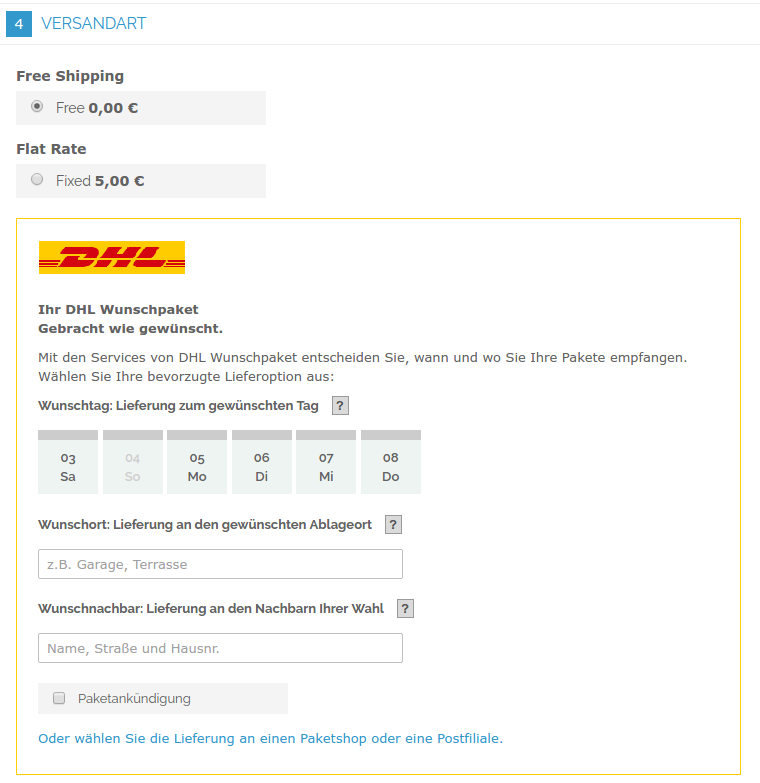 4 VERSANDART
Free Shipping
Free 0,00 €
Flat Rate
Fixed 5,00 €
DHL
Ihr DHL Wunschpaket
Gebracht wie gewünscht.
Mit den Services von DHL Wunschpaket entscheiden Sie, wann und wo Sie Ihre Pakete empfangen.
Wählen Sie Ihre bevorzugte Lieferoption aus:
Wunschtag: Lieferung zum gewünschten Tag ?
03 04 05 06 07 08
Sa So Mo Di Mi Do
Wunschort: Lieferung an den gewünschten Ablageort ?
z.B. Garage, Terrasse
Wunschnachbar: Lieferung an den Nachbarn Ihrer Wahl ?
Name, Straße und Hausnr.
Paketankündigung
Oder wählen Sie die Lieferung an einen Paketshop oder eine Postfiliale.